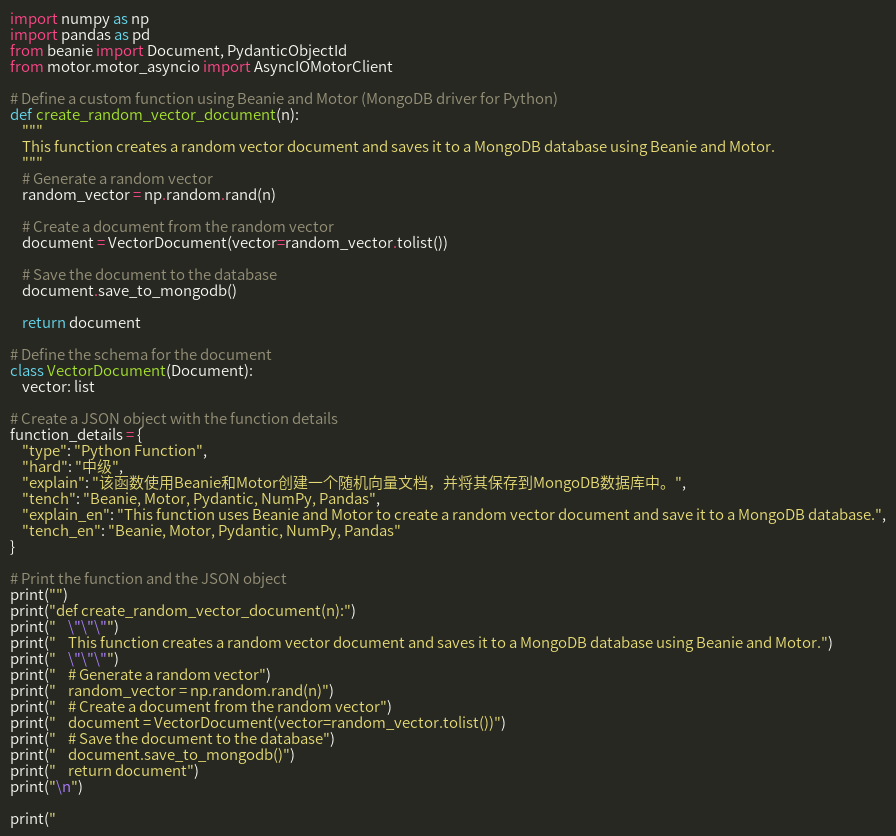 import numpy as np
import pandas as pd
from beanie import Document, PydanticObjectId
from motor.motor_asyncio import AsyncIOMotorClient

# Define a custom function using Beanie and Motor (MongoDB driver for Python)
def create_random_vector_document(n):
    """
    This function creates a random vector document and saves it to a MongoDB database using Beanie and Motor.
    """
    # Generate a random vector
    random_vector = np.random.rand(n)

    # Create a document from the random vector
    document = VectorDocument(vector=random_vector.tolist())

    # Save the document to the database
    document.save_to_mongodb()

    return document

# Define the schema for the document
class VectorDocument(Document):
    vector: list

# Create a JSON object with the function details
function_details = {
    "type": "Python Function",
    "hard": "中级",
    "explain": "该函数使用Beanie和Motor创建一个随机向量文档，并将其保存到MongoDB数据库中。",
    "tench": "Beanie, Motor, Pydantic, NumPy, Pandas",
    "explain_en": "This function uses Beanie and Motor to create a random vector document and save it to a MongoDB database.",
    "tench_en": "Beanie, Motor, Pydantic, NumPy, Pandas"
}

# Print the function and the JSON object
print("")
print("def create_random_vector_document(n):")
print("    \"\"\"")
print("    This function creates a random vector document and saves it to a MongoDB database using Beanie and Motor.")
print("    \"\"\"")
print("    # Generate a random vector")
print("    random_vector = np.random.rand(n)")
print("    # Create a document from the random vector")
print("    document = VectorDocument(vector=random_vector.tolist())")
print("    # Save the document to the database")
print("    document.save_to_mongodb()")
print("    return document")
print("\n")

print("